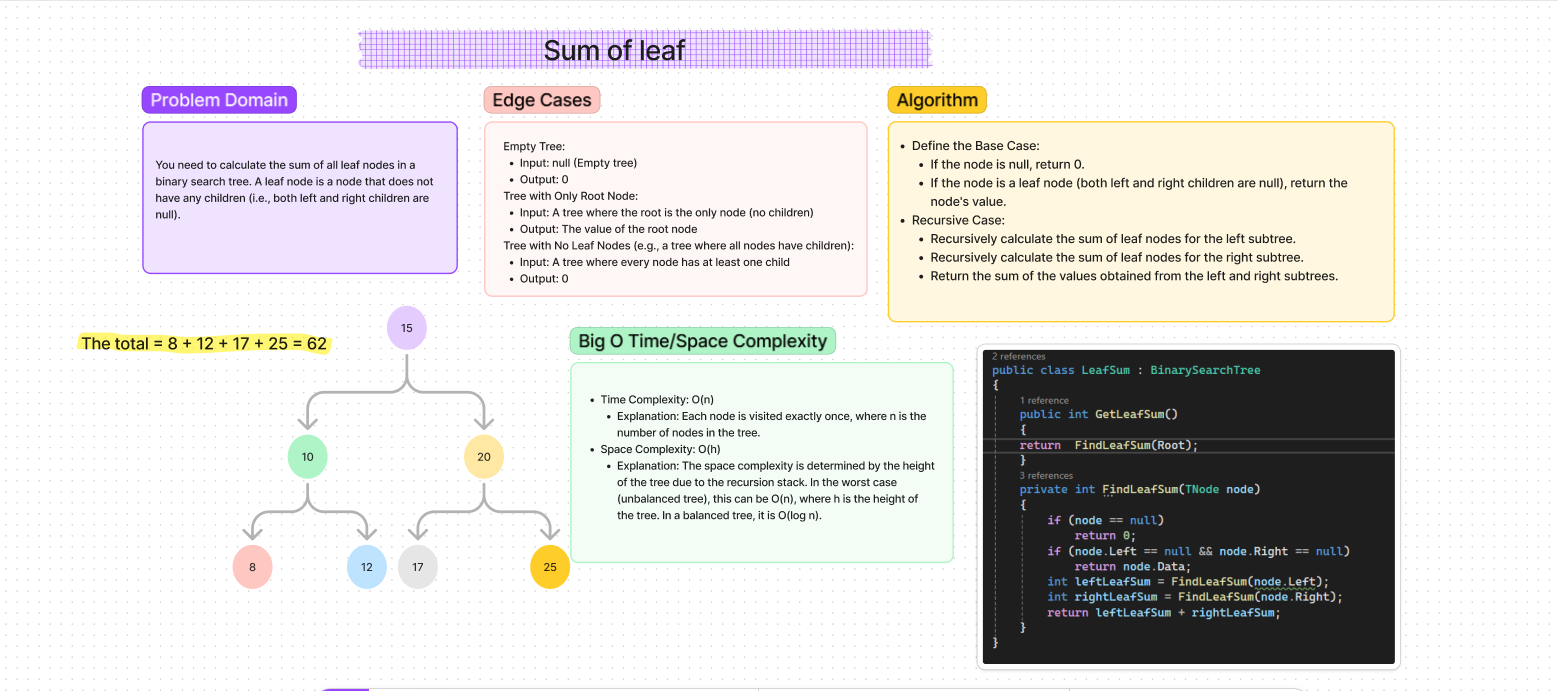 Sum of leaf
Problem Domain
You need to calculate the sum of all leaf nodes in a
binary search tree. A leaf node is a node that does not
have any children (i.e., both left and right children are
null).
Edge Cases
Empty Tree:
• Input: null (Empty tree)
• Output: 0
Tree with Only Root Node:
• Input: A tree where the root is the only node (no children)
• Output: The value of the root node
Tree with No Leaf Nodes (e.g., a tree where all nodes have children):
• Input: A tree where every node has at least one child
• Output: 0
Algorithm
• Define the Base Case:
• If the node is null, return 0.
• If the node is a leaf node (both left and right children are null), return the
node's value.
• Recursive Case:
• Recursively calculate the sum of leaf nodes for the left subtree.
• Recursively calculate the sum of leaf nodes for the right subtree.
• Return the sum of the values obtained from the left and right subtrees.
The total = 8 + 12 + 17 + 25 = 62
15
10
20
8
12
17
25
Big O Time/Space Complexity
• Time Complexity: O(n)
• Explanation: Each node is visited exactly once, where n is the
number of nodes in the tree.
• Space Complexity: O(h)
• Explanation: The space complexity is determined by the height
of the tree due to the recursion stack. In the worst case
(unbalanced tree), this can be O(n), where h is the height of
the tree. In a balanced tree, it is O(log n).
2 references
public class LeafSum : BinarySearchTree
{
1 reference
public int GetLeafSum()
{
return  FindLeafSum(Root);
}
3 references
private int FindLeafSum(TNode node)
{
if (node == null)
return 0;
if (node.Left == null && node.Right == null)
return node.Data;
int leftLeafSum = FindLeafSum(node.Left);
int rightLeafSum = FindLeafSum(node.Right);
return leftLeafSum + rightLeafSum;
}
}